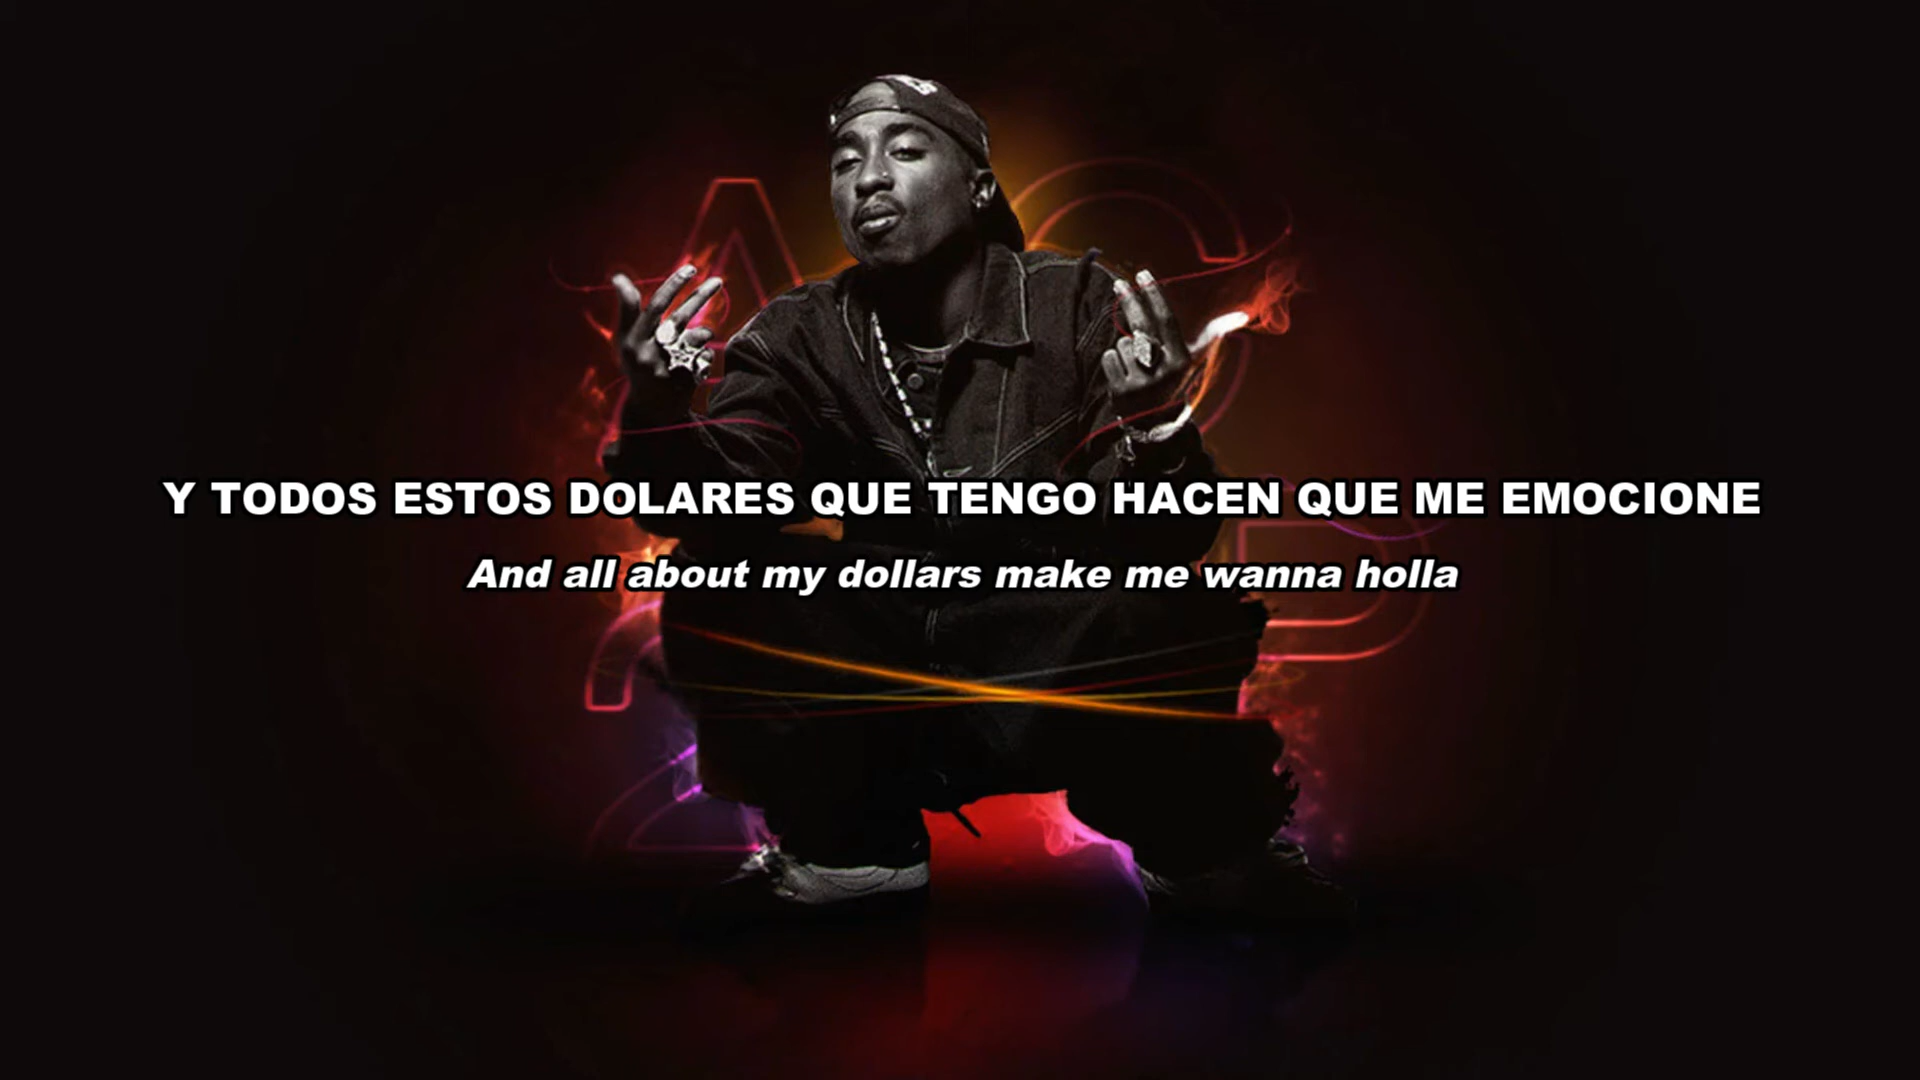 Y TODOS ESTOS DOLARES QUE TENGO HACEN QUE ME EMOCIONE
And all about my dollars make me wanna holla